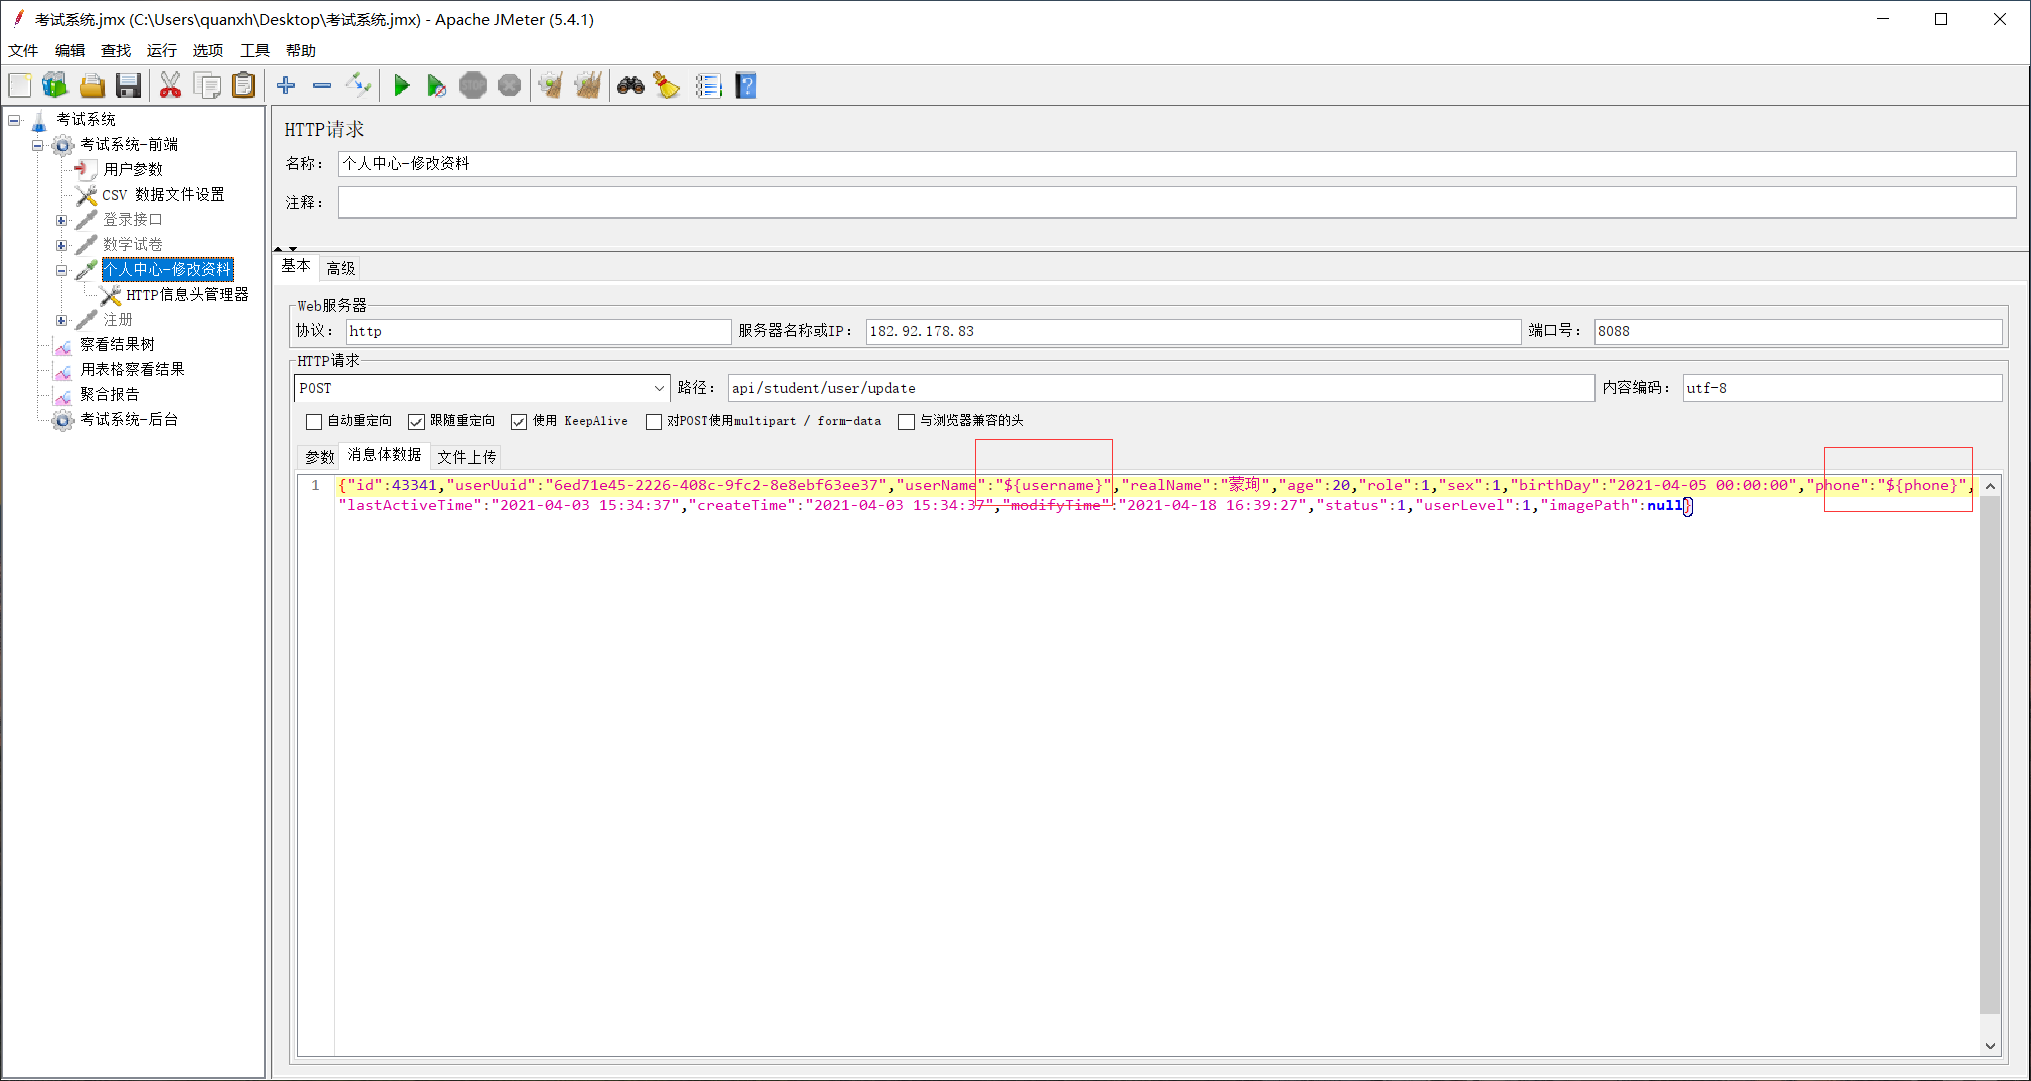 考试系统.jmx (C:\Users\quanxh\Desktop\考试系统.jmx) - Apache JMeter (5.4.1)
文件 编辑 查找 运行 选项 工具 帮助
STOP
考试系统
考试系统-前端
用户参数
CSV 数据文件设置
登录接口
数学试卷
个人中心-修改资料
HTTP信息头管理器
注册
察看结果树
用表格察看结果
聚合报告
考试系统-后台
HTTP请求
名称： 个人中心-修改资料
注释：
基本 高级
Web服务器
协议： http 服务器名称或IP： 182.92.178.83 端口号： 8088
HTTP请求
POST 路径： api/student/user/update 内容编码： utf-8
自动重定向 跟随重定向 使用 KeepAlive 对POST使用multipart / form-data 与浏览器兼容的头
参数 消息体数据 文件上传
1 {"id":43341,"userUuid":"6ed71e45-2226-408c-9fc2-8e8ebf63ee37","userName":"${username}","realName":"蒙珣","age":20,"role":1,"sex":1,"birthDay":"2021-04-05 00:00:00","phone":"${phone}",
"lastActiveTime":"2021-04-03 15:34:37","createTime":"2021-04-03 15:34:37","modifyTime":"2021-04-18 16:39:27","status":1,"userLevel":1,"imagePath":null}